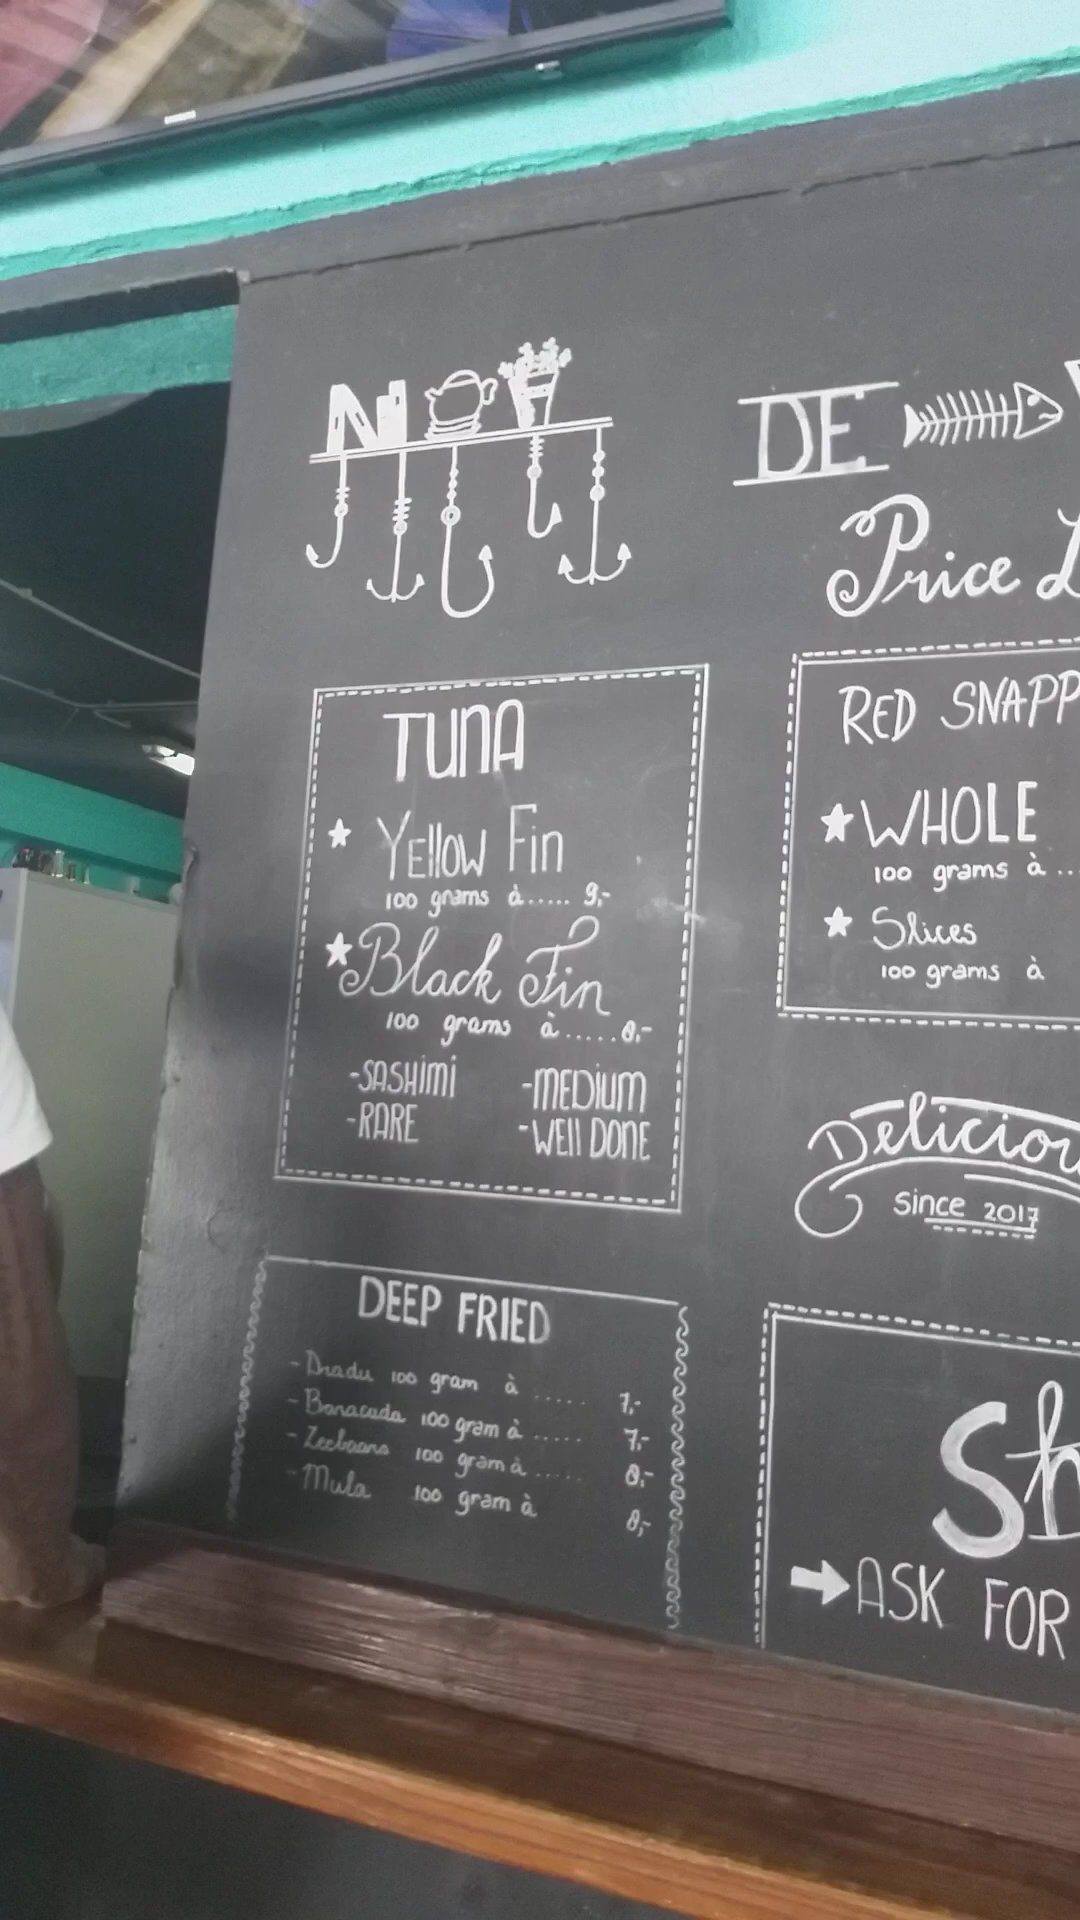 DE
Price
TUNA
Yellow Fin
100 grams à..... 9,-
Black Fin
100 grams à.....8,-
-SASHIMI
-MEDIUM
-RARE
-WEll DONE
RED SNAPP
WHOLE
100 grams à..
Slices
100 grams à
Deliciou
Since 2017
DEEP FRIED
-Dradu 100 gram à ..... 7,-
-Baracuda 100 gram à ..... 7,-
100 gram à ..... 8,-
-Mula 100 gram à 8,-
Sh
ASK FOR